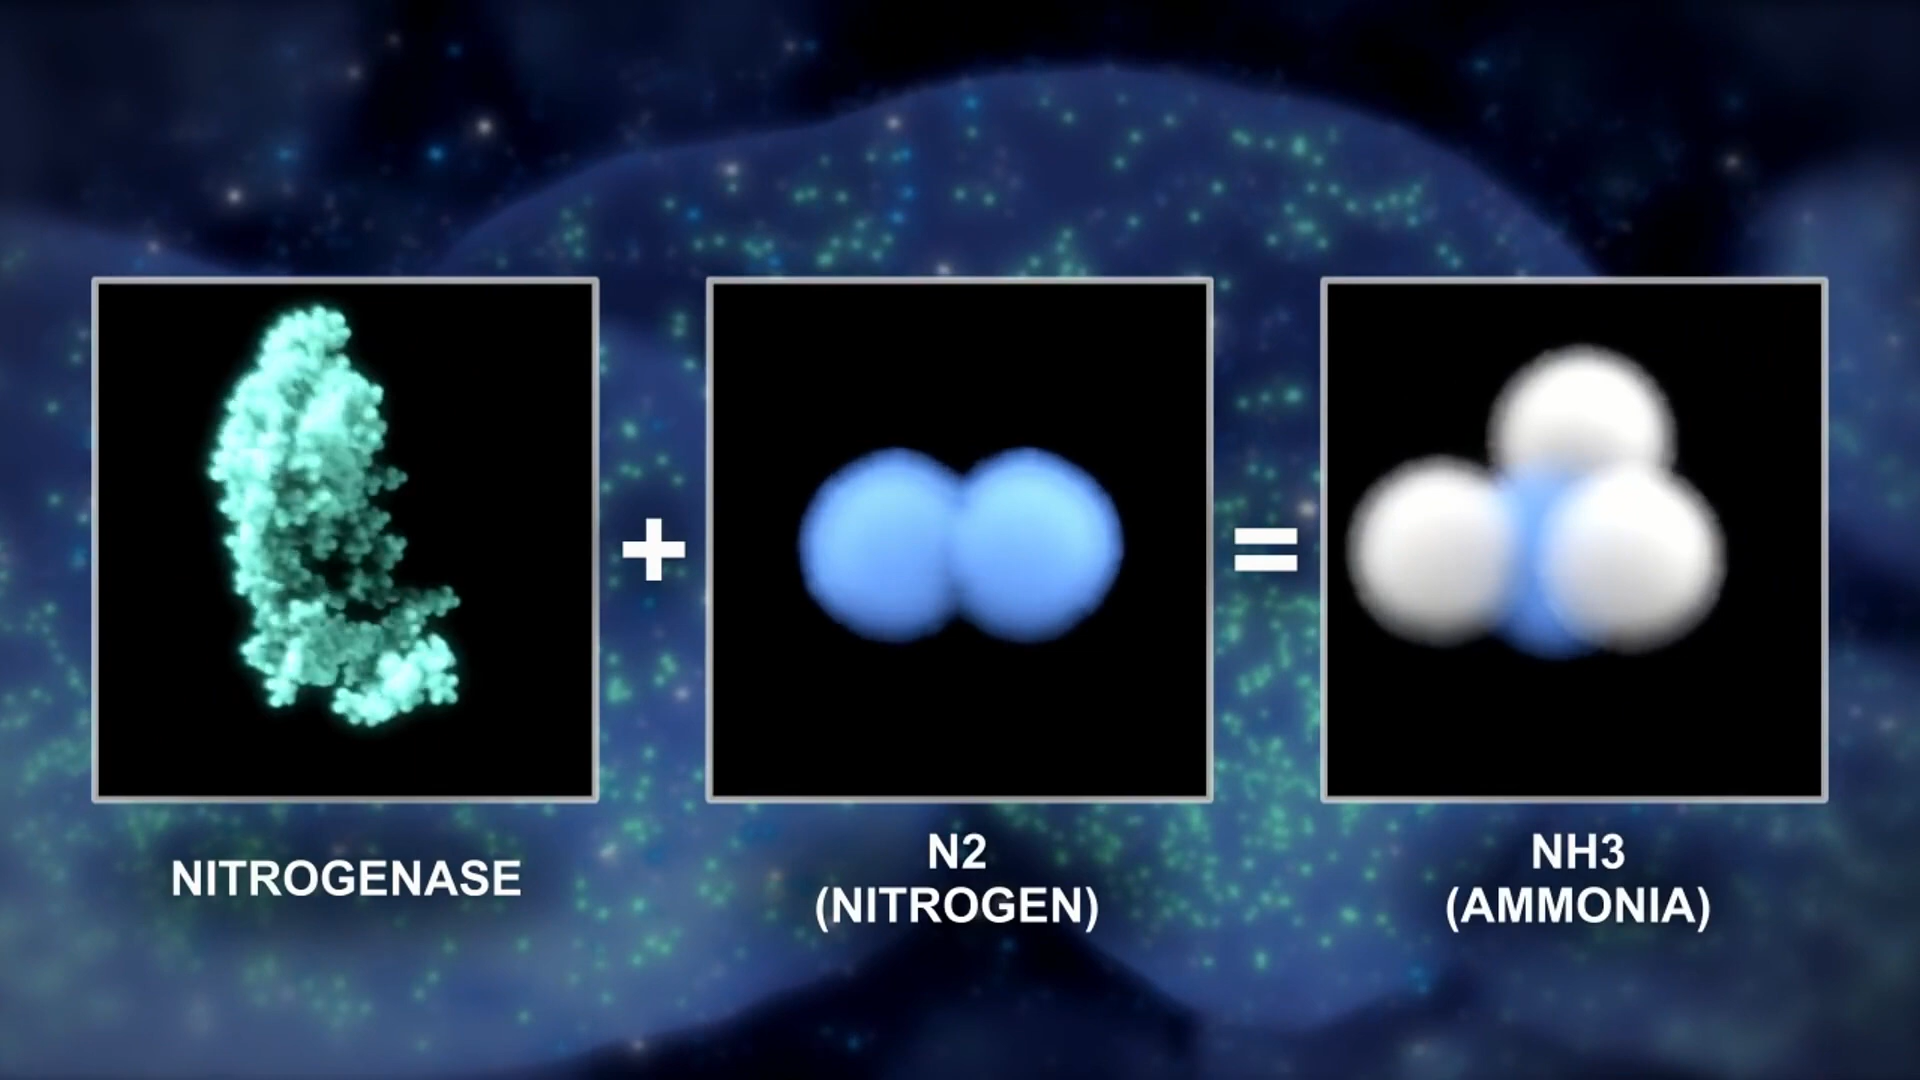 +
=
NITROGENASE
N2
(NITROGEN)
NH3
(AMMONIA)